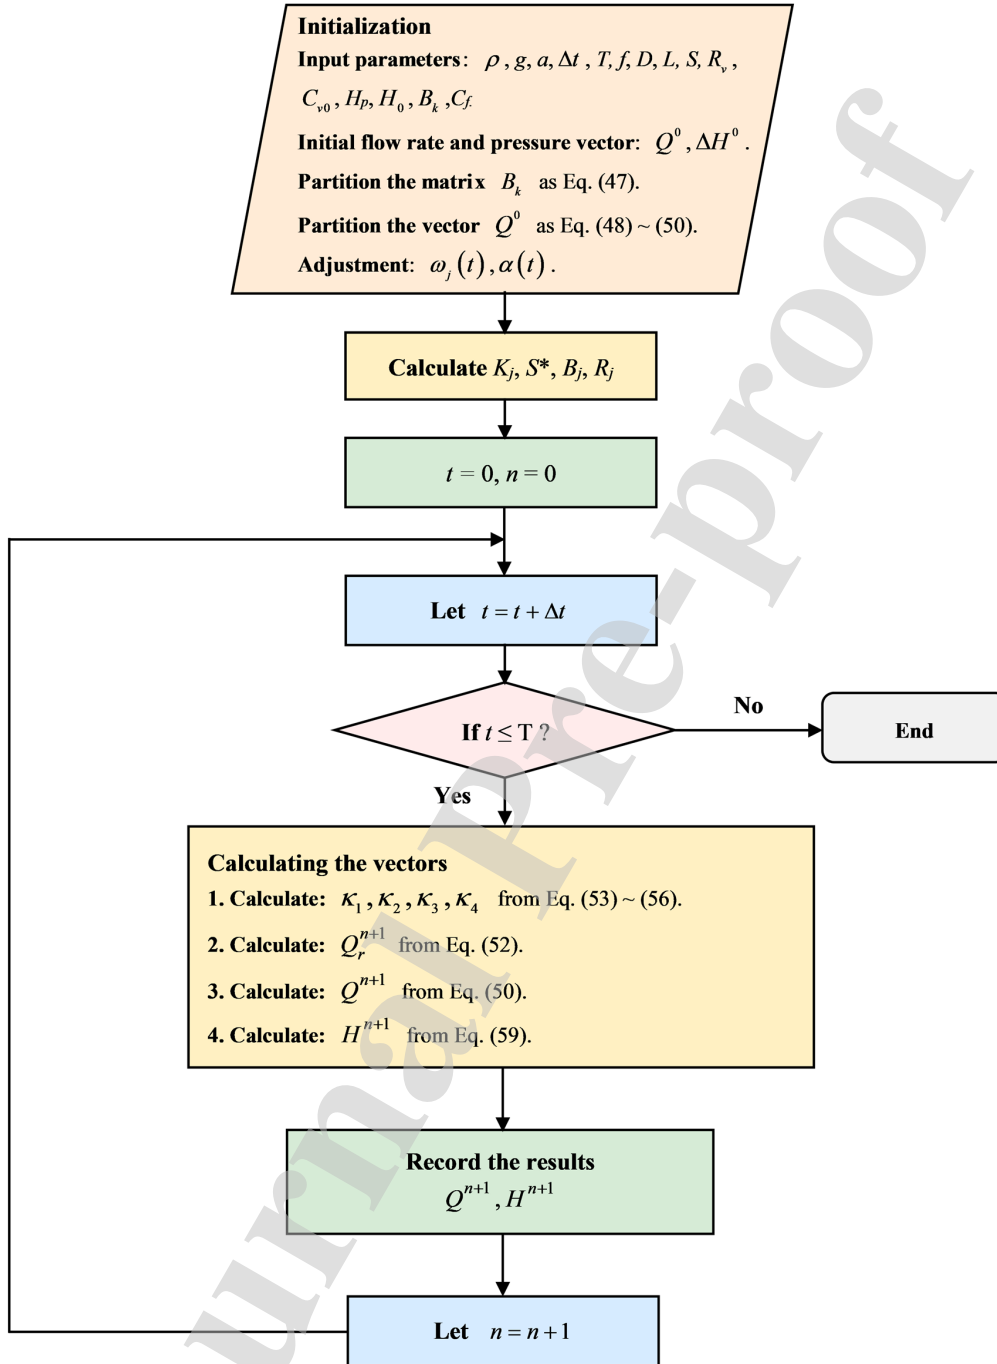 Initialization
Input parameters: ρ, g, a, Δt, T, f, D, L, S, R_v,
C_{v0}, H_p, H_0, B_k, C_f.
Initial flow rate and pressure vector: Q^0, ΔH^0.
Partition the matrix B_k as Eq. (47).
Partition the vector Q^0 as Eq. (48) ~ (50).
Adjustment: ω_j(t), α(t).
Calculate K_j, S*, B_j, R_j
t = 0, n = 0
Let t = t + Δt
If t ≤ T ?
No
End
Yes
Calculating the vectors
1. Calculate: κ_1, κ_2, κ_3, κ_4 from Eq. (53) ~ (56).
2. Calculate: Q_r^{n+1} from Eq. (52).
3. Calculate: Q^{n+1} from Eq. (50).
4. Calculate: H^{n+1} from Eq. (59).
Record the results
Q^{n+1}, H^{n+1}
Let n = n + 1
urnal Pre-proof